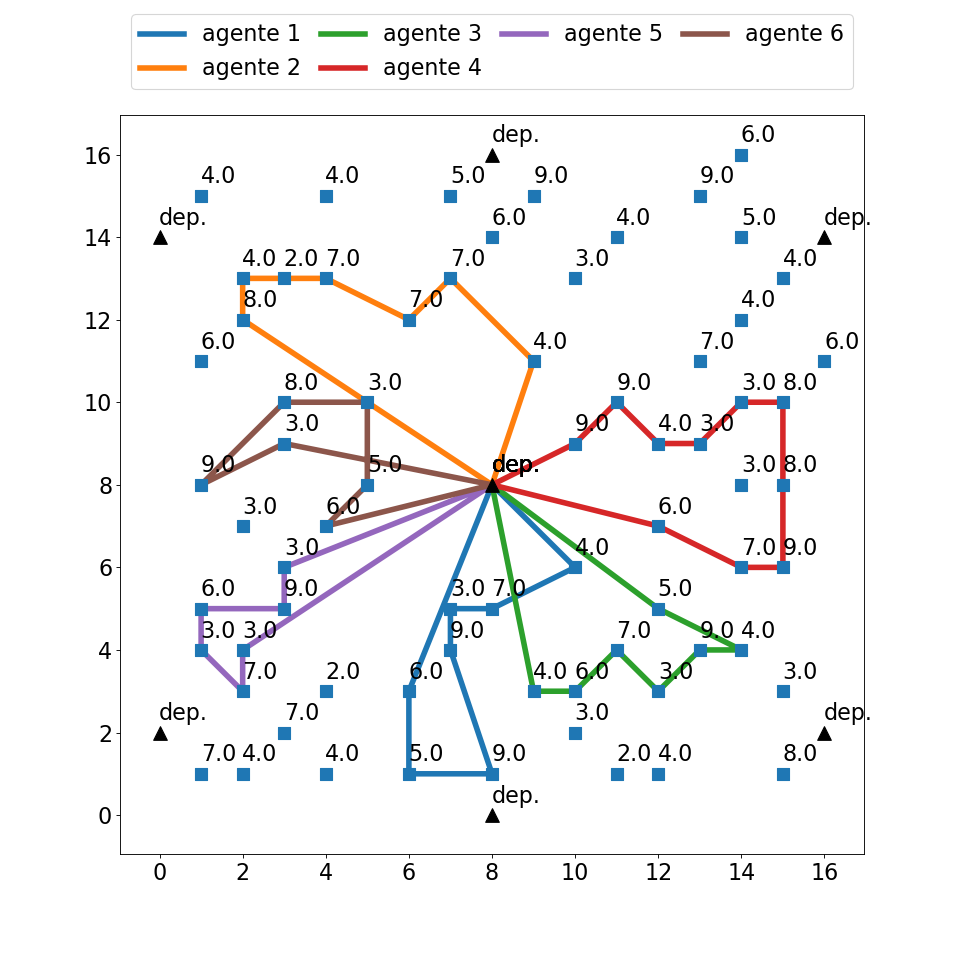 agente 1 agente 3 agente 5 agente 6
agente 2 agente 4
6.0
16 dep.
4.0 4.0 5.0 9.0 9.0
dep. 6.0 4.0 5.0 dep.
14
4.0 2.0 7.0 7.0 3.0 4.0
8.0 7.0 4.0
12
6.0 4.0 7.0 6.0
8.0 3.0 9.0 3.0 8.0
10
3.0 9.0 4.0 3.0
9.0 5.0 dep. 3.0 8.0
8
3.0 6.0 6.0
3.0 4.0 7.0 9.0
6
6.0 9.0 3.0 7.0 5.0
3.0 3.0 9.0 7.0 9.0 4.0
4
7.0 2.0 6.0 4.0 6.0 3.0 3.0
dep. 7.0 3.0 dep.
2
7.0 4.0 4.0 5.0 9.0 2.0 4.0 8.0
dep.
0
0 2 4 6 8 10 12 14 16